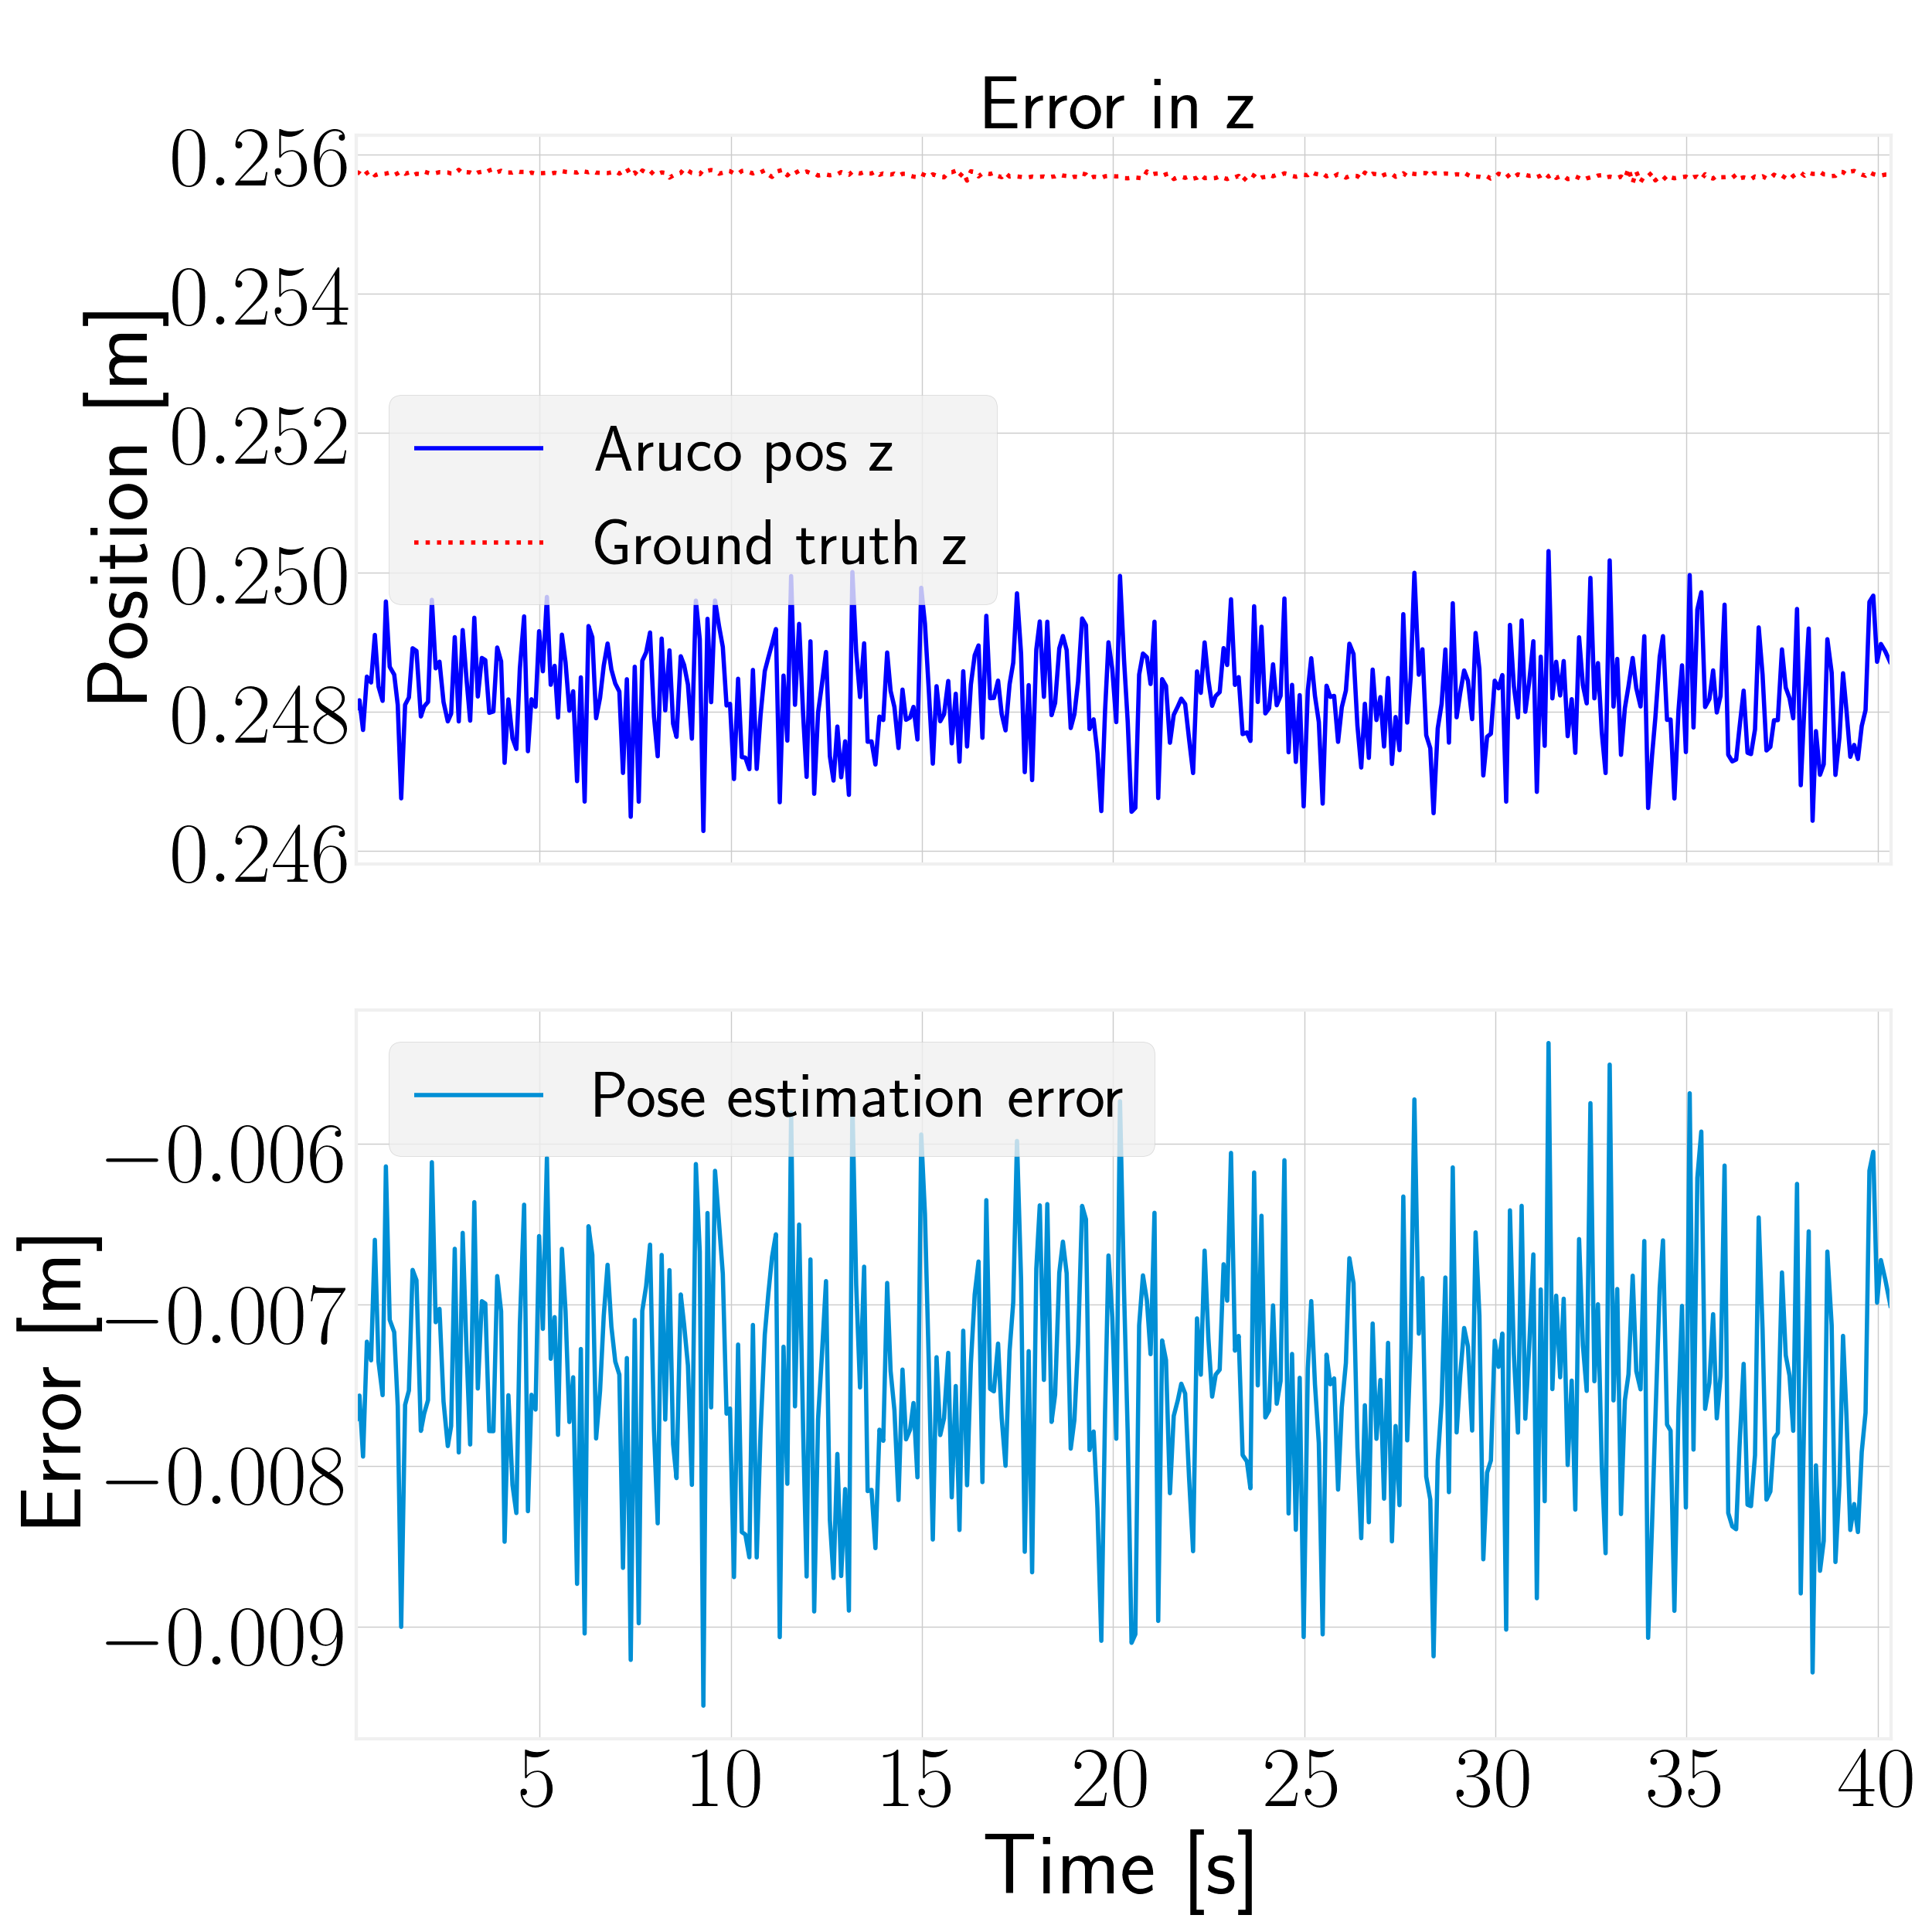 Error in z
Position [m]
0.256
0.254
0.252
0.250
0.248
0.246
Aruco pos z
Ground truth z
Error [m]
−0.006
−0.007
−0.008
−0.009
Pose estimation error
5 10 15 20 25 30 35 40
Time [s]